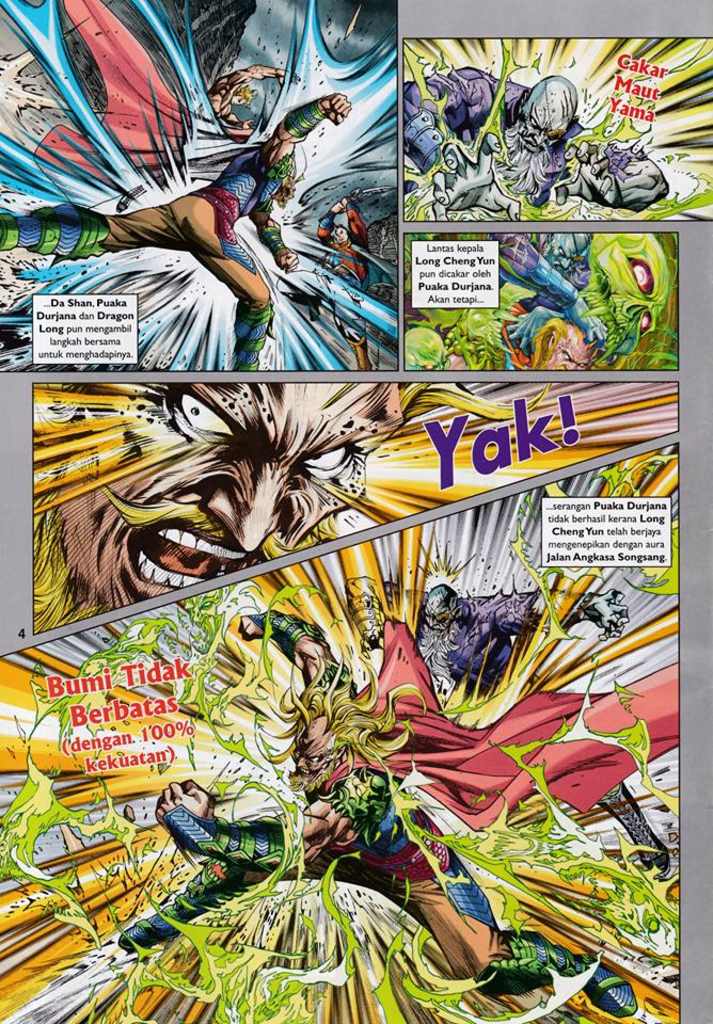 ...Da Shan, Puaka
Durjana dan Dragon
Long pun mengambil
langkah bersama
untuk menghadapinya.
Cakar
Maut
Yama
Lantas kepala
Long Cheng Yun
pun dicakar oleh
Puaka Durjana.
Akan tetapi...
Yak!
...serangan Puaka Durjana
tidak berhasil kerana Long
Cheng Yun telah berjaya
mengenepikan dengan aura
Jalan Angkasa Songsang.
4
Bumi Tidak
Berbatas
(dengan 100%
kekuatan)